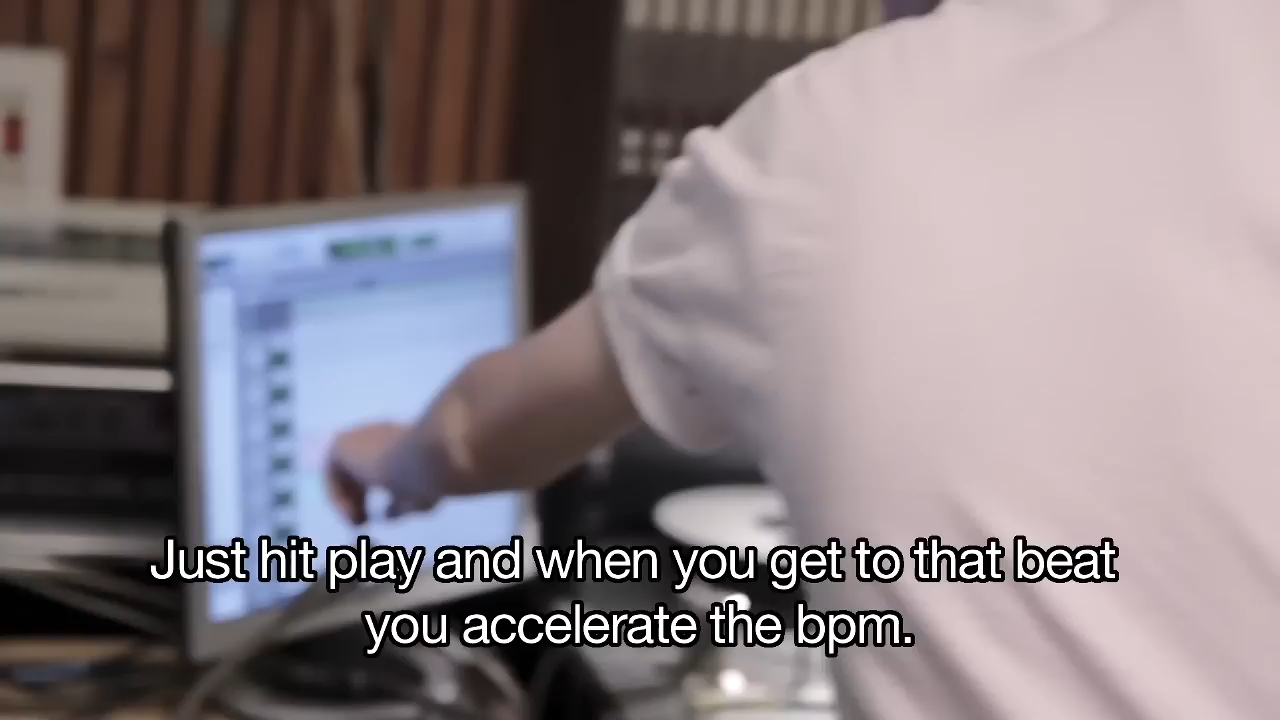 Just hit play and when you get to that beat
you accelerate the bpm.